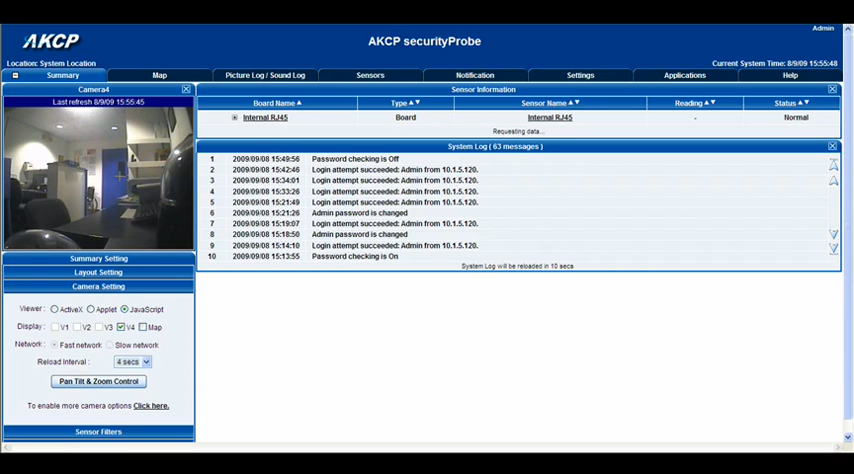 AKCP
AKCP securityProbe
Admin
Location: System Location
Current System Time: 8/9/09 15:55:48
Summary Map Picture Log / Sound Log Sensors Notification Settings Applications Help
Camera4
Last refresh 8/9/09 15:55:45
Summary Setting
Layout Setting
Camera Setting
Viewer: ActiveX Applet JavaScript
Display: V1 V2 V3 V4 Map
Network: Fast network Slow network
Reload Interval: 4 secs
Pan Tilt & Zoom Control
To enable more camera options Click here.
Sensor Filters
Sensor Information
Board Name Type Sensor Name Reading Status
Internal RJ45 Board Internal RJ45 - Normal
Requesting data...
System Log ( 63 messages )
1 2009/09/08 15:49:56 Password checking is Off
2 2009/09/08 15:42:46 Login attempt succeeded: Admin from 10.1.5.120.
3 2009/09/08 15:34:01 Login attempt succeeded: Admin from 10.1.5.120.
4 2009/09/08 15:33:26 Login attempt succeeded: Admin from 10.1.5.120.
5 2009/09/08 15:21:49 Login attempt succeeded: Admin from 10.1.5.120.
6 2009/09/08 15:21:26 Admin password is changed
7 2009/09/08 15:19:07 Login attempt succeeded: Admin from 10.1.5.120.
8 2009/09/08 15:18:50 Admin password is changed
9 2009/09/08 15:14:10 Login attempt succeeded: Admin from 10.1.5.120.
10 2009/09/08 15:13:55 Password checking is On
System Log will be reloaded in 10 secs